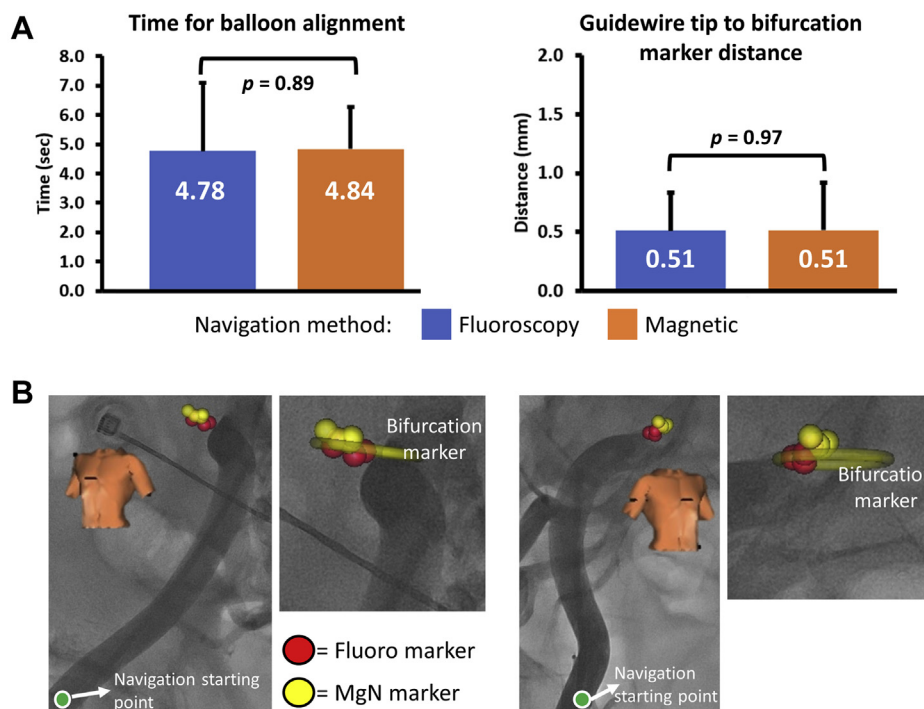 A
Time for balloon alignment
8.0
7.0
6.0
5.0
4.0
3.0
2.0
1.0
0.0
Time (sec)
p = 0.89
4.78
4.84
Guidewire tip to bifurcation
marker distance
2.0
1.5
1.0
0.5
0.0
Distance (mm)
p = 0.97
0.51
0.51
Navigation method:
Fluoroscopy
Magnetic
B
Bifurcation
marker
Navigation starting
point
= Fluoro marker
= MgN marker
Bifurcatio
marker
Navigation
starting point